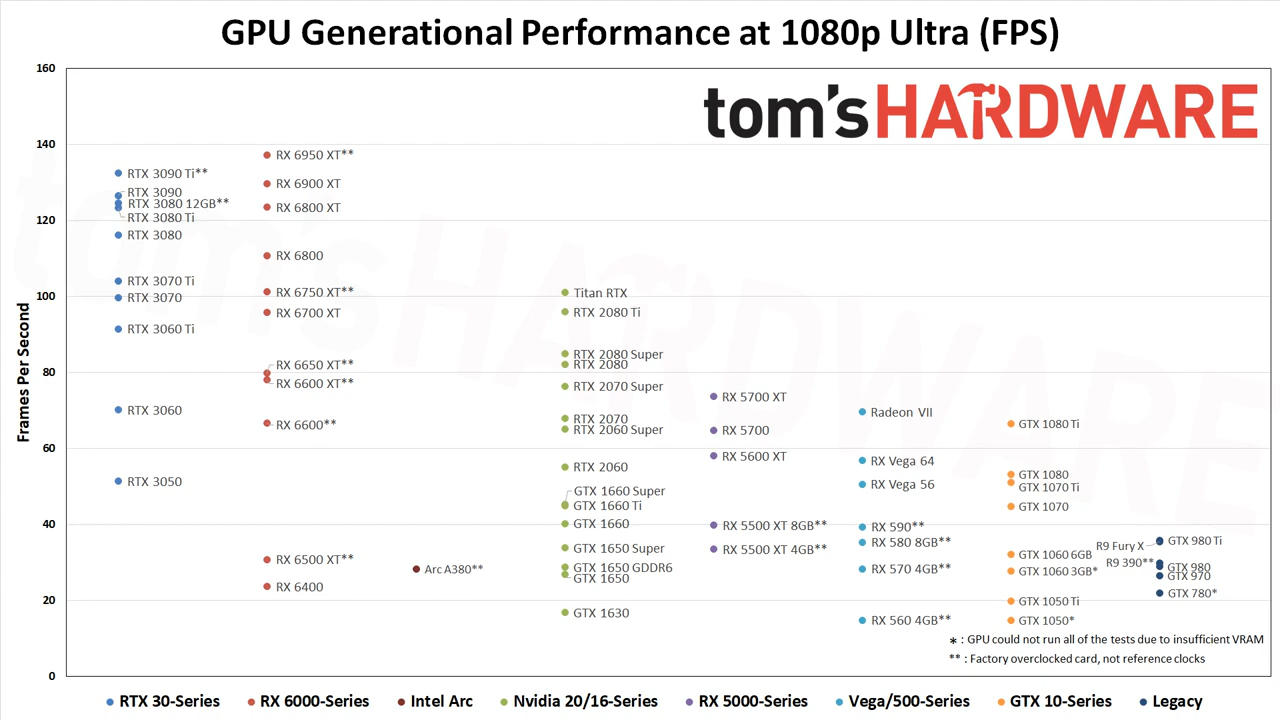 GPU Generational Performance at 1080p Ultra (FPS)
tom'sHARDWARE
Frames Per Second
160
140
120
100
80
60
40
20
0
RTX 3090 Ti**
RTX 3090
RTX 3080 12GB**
RTX 3080 Ti
RTX 3080
RTX 3070 Ti
RTX 3070
RTX 3060 Ti
RTX 3060
RTX 3050
RX 6950 XT**
RX 6900 XT
RX 6800 XT
RX 6800
RX 6750 XT**
RX 6700 XT
RX 6650 XT**
RX 6600 XT**
RX 6600**
RX 6500 XT**
RX 6400
Arc A380**
Titan RTX
RTX 2080 Ti
RTX 2080 Super
RTX 2080
RTX 2070 Super
RTX 2070
RTX 2060 Super
RTX 2060
GTX 1660 Super
GTX 1660 Ti
GTX 1660
GTX 1650 Super
GTX 1650 GDDR6
GTX 1650
GTX 1630
RX 5700 XT
RX 5700
RX 5600 XT
RX 5500 XT 8GB**
RX 5500 XT 4GB**
Radeon VII
RX Vega 64
RX Vega 56
RX 590**
RX 580 8GB**
RX 570 4GB**
RX 560 4GB**
GTX 1080 Ti
GTX 1080
GTX 1070 Ti
GTX 1070
GTX 1060 6GB
GTX 1060 3GB*
GTX 1050 Ti
GTX 1050*
GTX 980 Ti
R9 Fury X
R9 390**
GTX 980
GTX 970
GTX 780*
* : GPU could not run all of the tests due to insufficient VRAM
** : Factory overclocked card, not reference clocks
RTX 30-Series
RX 6000-Series
Intel Arc
Nvidia 20/16-Series
RX 5000-Series
Vega/500-Series
GTX 10-Series
Legacy
tom'sHARDWARE